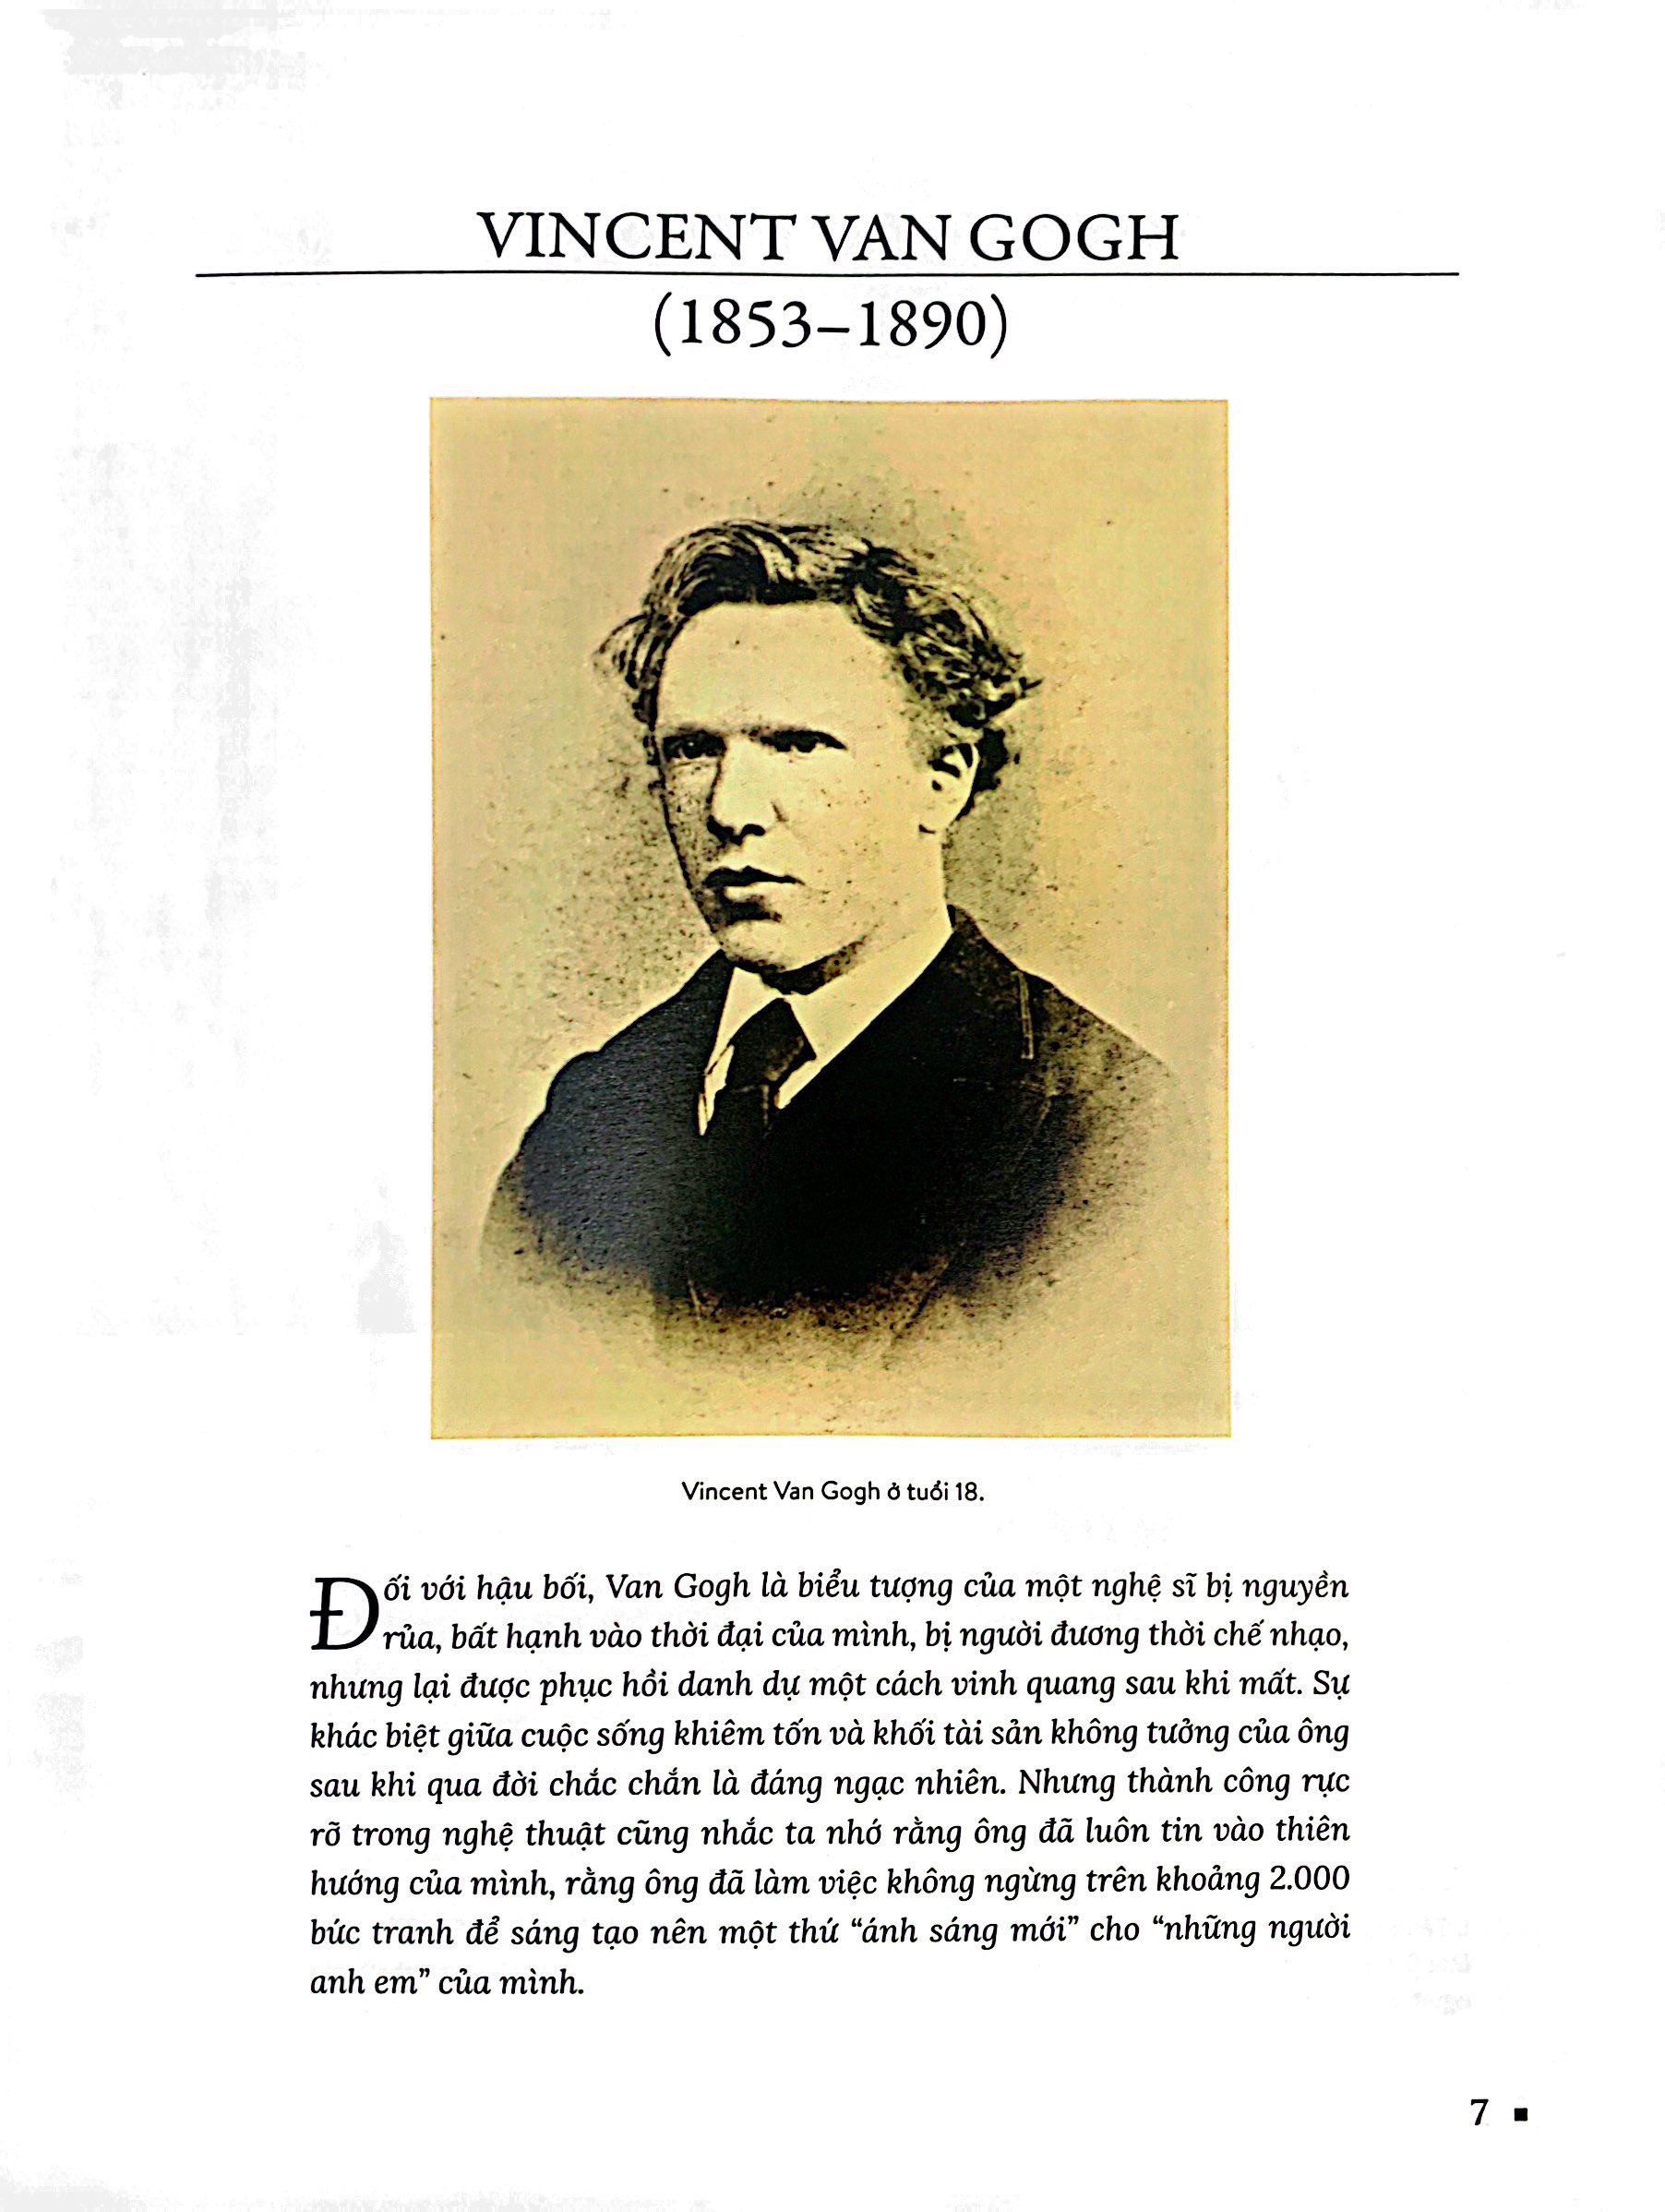 VINCENT VAN GOGH
(1853–1890)
Vincent Van Gogh ở tuổi 18.
Đối với hậu bối, Van Gogh là biểu tượng của một nghệ sĩ bị nguyền
rủa, bất hạnh vào thời đại của mình, bị người đương thời chế nhạo,
nhưng lại được phục hồi danh dự một cách vinh quang sau khi mất. Sự
khác biệt giữa cuộc sống khiêm tốn và khối tài sản không tưởng của ông
sau khi qua đời chắc chắn là đáng ngạc nhiên. Nhưng thành công rực
rỡ trong nghệ thuật cũng nhắc ta nhớ rằng ông đã luôn tin vào thiên
hướng của mình, rằng ông đã làm việc không ngừng trên khoảng 2.000
bức tranh để sáng tạo nên một thứ “ánh sáng mới” cho “những người
anh em” của mình.
7